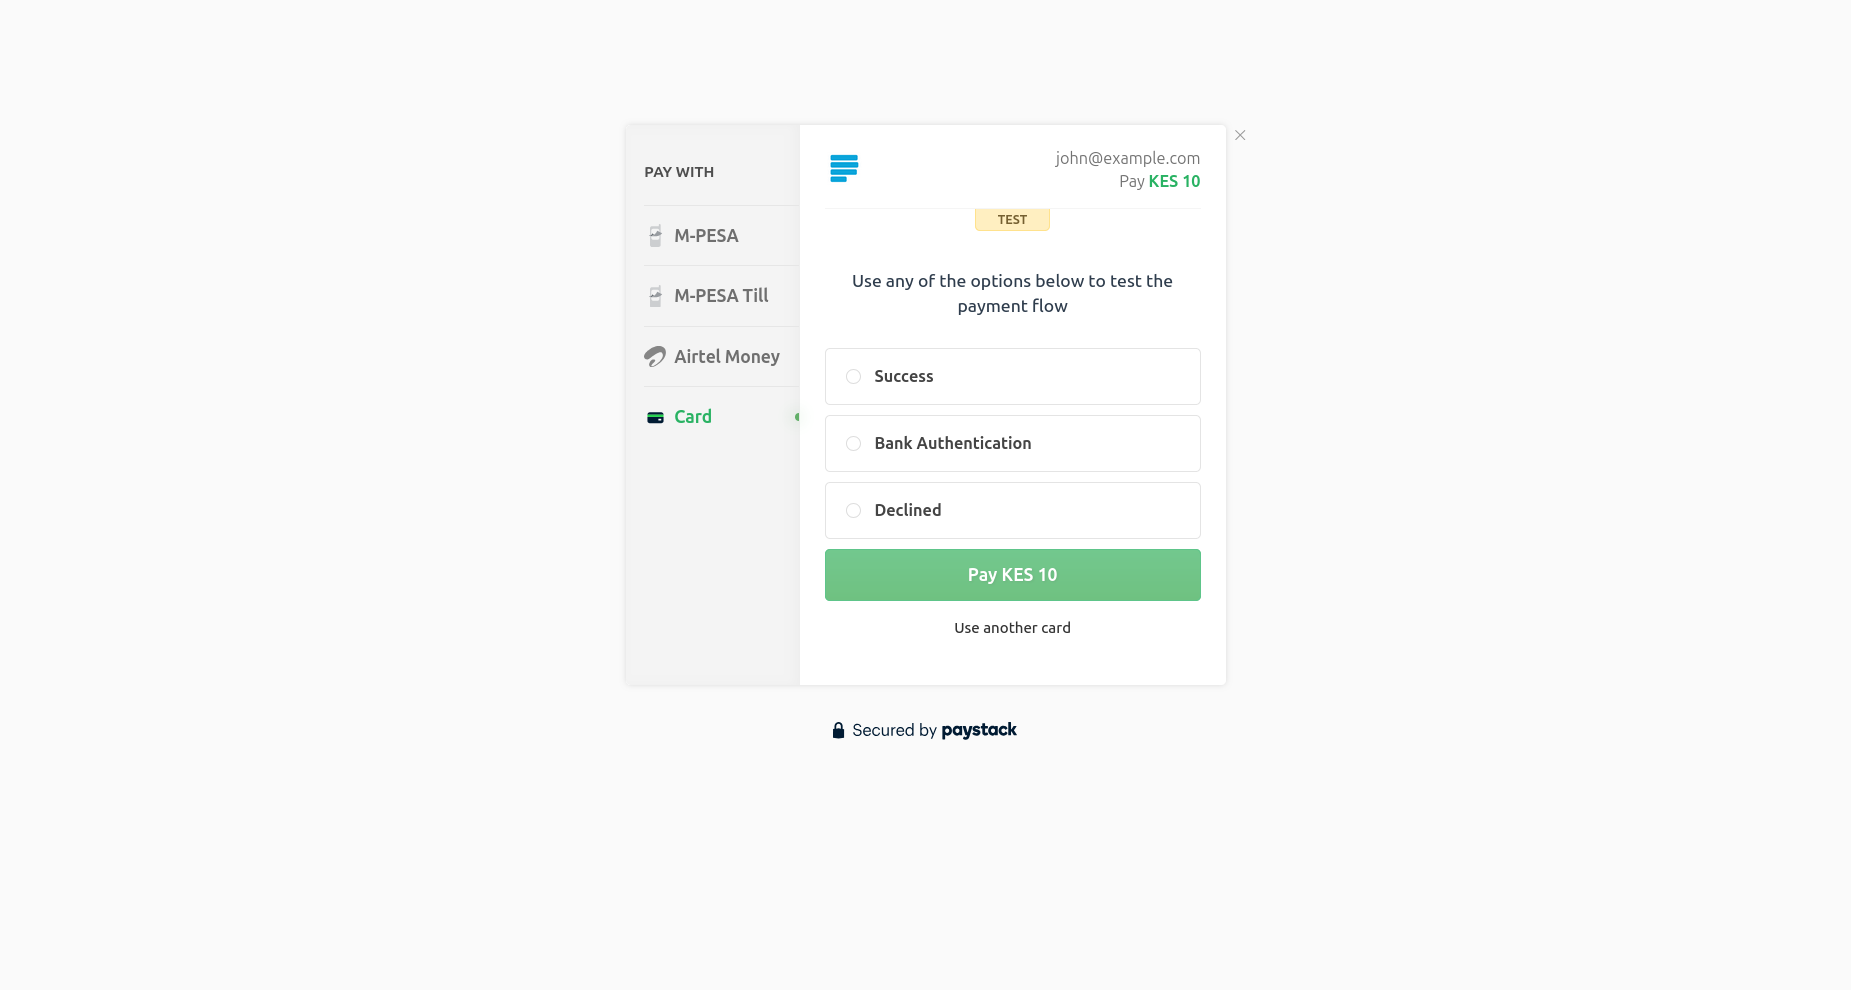 PAY WITH
M-PESA
M-PESA Till
Airtel Money
Card
john@example.com
Pay KES 10
TEST
Use any of the options below to test the
payment flow
Success
Bank Authentication
Declined
Pay KES 10
Use another card
Secured by paystack